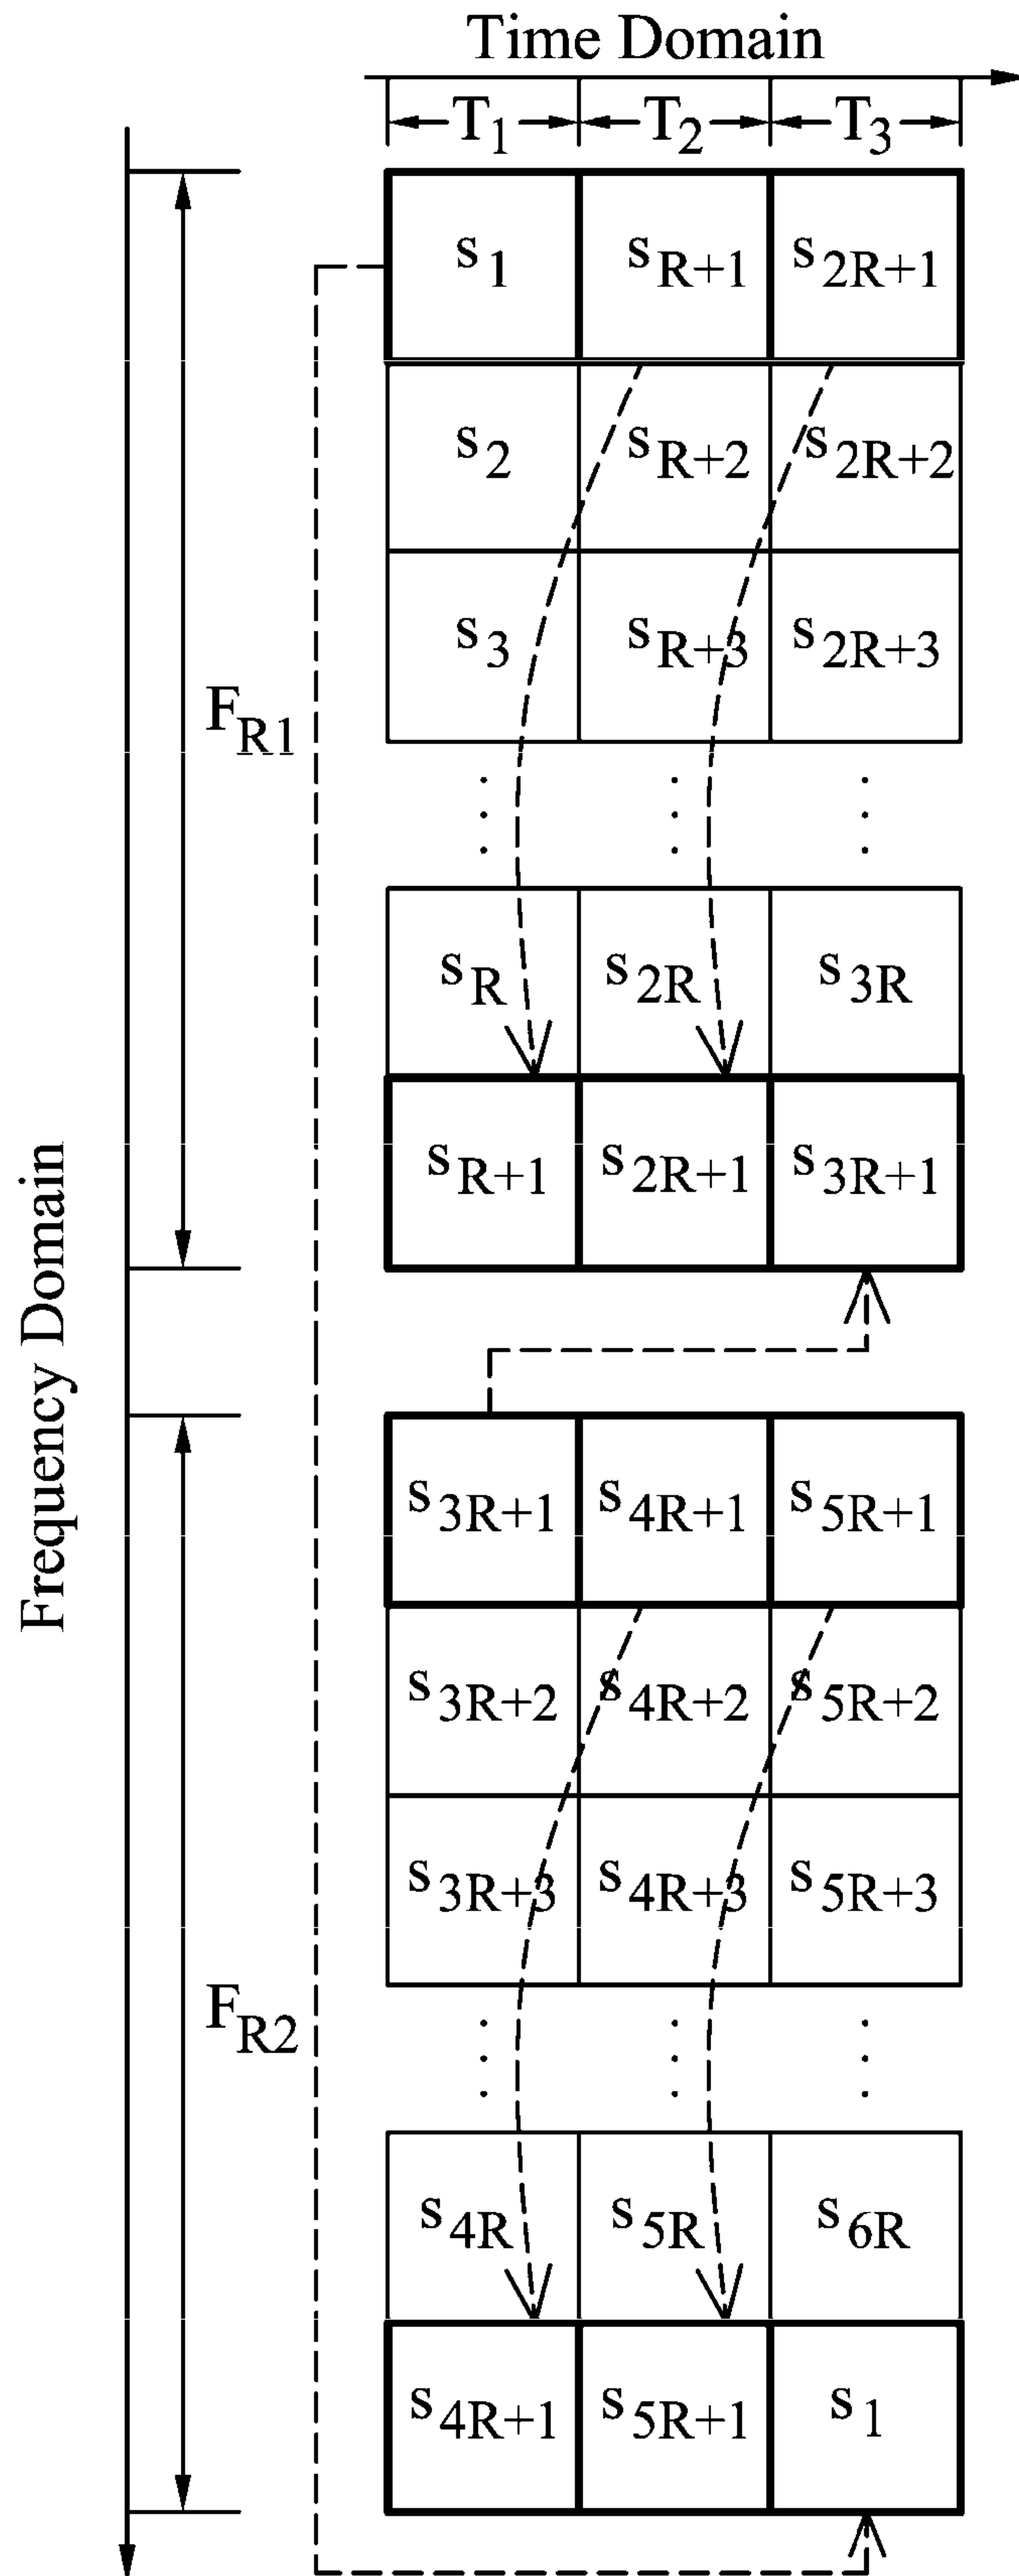 Time Domain
T1 T2 T3
s1 sR+1 s2R+1
s2 sR+2 s2R+2
s3 sR+3 s2R+3
FR1
sR s2R s3R
sR+1 s2R+1 s3R+1
Frequency Domain
s3R+1 s4R+1 s5R+1
s3R+2 s4R+2 s5R+2
s3R+3 s4R+3 s5R+3
FR2
s4R s5R s6R
s4R+1 s5R+1 s1